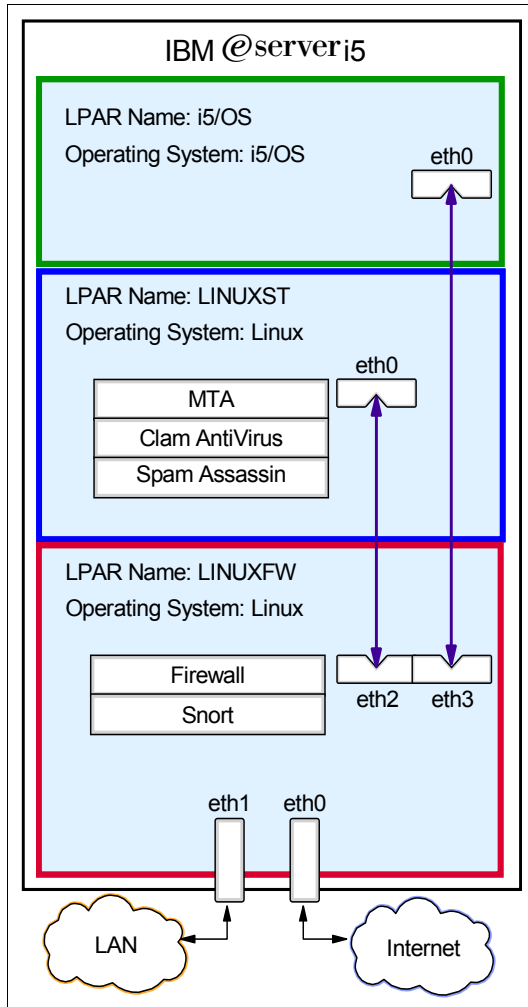 IBM @server i5
LPAR Name: i5/OS
Operating System: i5/OS
eth0
LPAR Name: LINUXST
Operating System: Linux
eth0
MTA
Clam AntiVirus
Spam Assassin
LPAR Name: LINUXFW
Operating System: Linux
Firewall
Snort
eth2 eth3
eth1 eth0
LAN
Internet